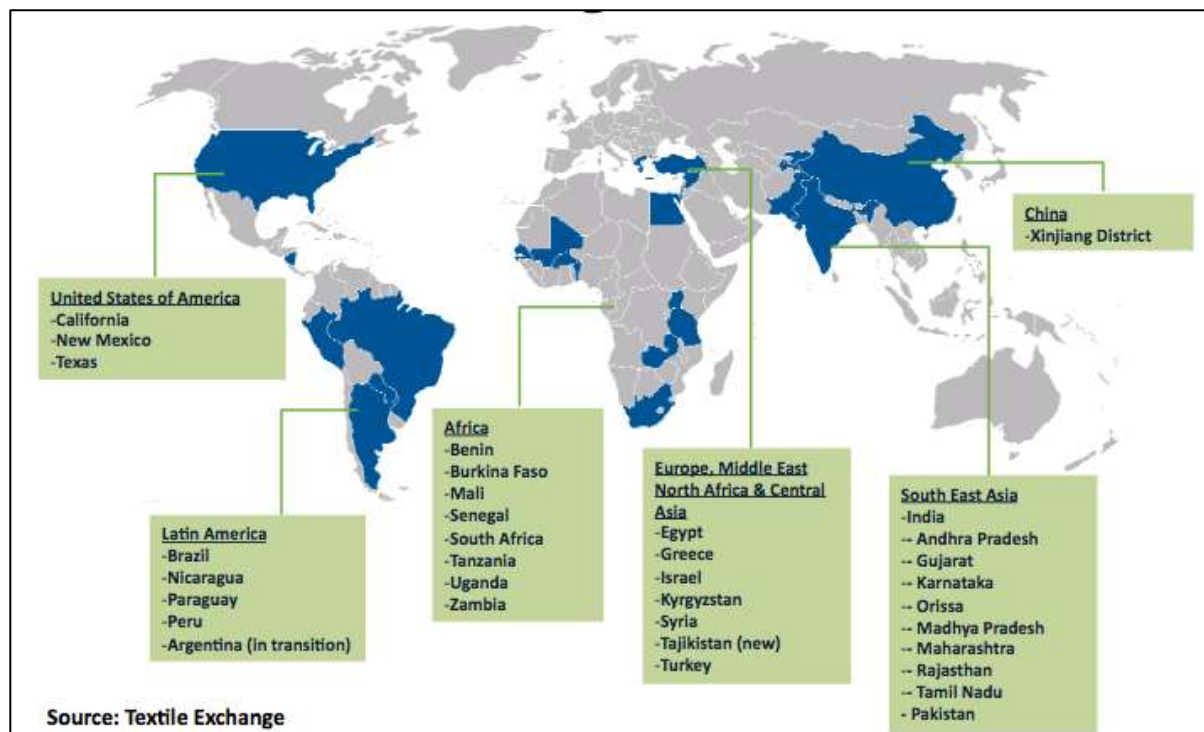 United States of America
-California
-New Mexico
-Texas
Latin America
-Brazil
-Nicaragua
-Paraguay
-Peru
-Argentina (in transition)
Africa
-Benin
-Burkina Faso
-Mali
-Senegal
-South Africa
-Tanzania
-Uganda
-Zambia
Europe, Middle East
North Africa & Central
Asia
-Egypt
-Greece
-Israel
-Kyrgyzstan
-Syria
-Tajikistan (new)
-Turkey
China
-Xinjiang District
South East Asia
-India
-- Andhra Pradesh
-- Gujarat
-- Karnataka
-- Orissa
-- Madhya Pradesh
-- Maharashtra
-- Rajasthan
-- Tamil Nadu
- Pakistan
Source: Textile Exchange